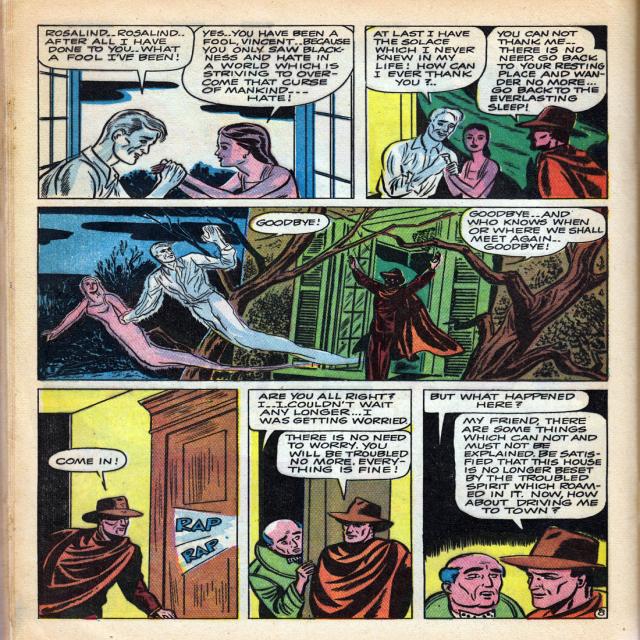 ROSALIND..ROSALIND..
AFTER ALL I HAVE
DONE TO YOU..WHAT
A FOOL I'VE BEEN!
YES..YOU HAVE BEEN A
FOOL, VINCENT..BECAUSE
YOU ONLY SAW BLACK-
NESS AND HATE IN
A WORLD WHICH IS
STRIVING TO OVER-
COME THAT CURSE
OF MANKIND---
HATE!
AT LAST I HAVE
THE SOLACE
WHICH I NEVER
KNEW IN MY
LIFE! HOW CAN
I EVER THANK
YOU?..
YOU CAN NOT
THANK ME--
THERE IS NO
NEED. GO BACK
TO YOUR RESTING
PLACE AND WAN-
DER NO MORE...
GO BACK TO THE
EVERLASTING
SLEEP!
GOODBYE!
GOODBYE--AND
WHO KNOWS WHEN
OR WHERE WE SHALL
MEET AGAIN..
GOODBYE!
COME IN!
RAP
RAP
ARE YOU ALL RIGHT?
I..I..COULDN'T WAIT
ANY LONGER...I
WAS GETTING WORRIED
THERE IS NO NEED
TO WORRY. YOU
WILL BE TROUBLED
NO MORE. EVERY-
THING IS FINE!
BUT WHAT HAPPENED
HERE?
MY FRIEND, THERE
ARE SOME THINGS
WHICH CAN NOT AND
MUST NOT BE
EXPLAINED. BE SATIS-
FIED THAT THIS HOUSE
IS NO LONGER BESET
BY THE TROUBLED
SPIRIT WHICH ROAM-
ED IN IT. NOW, HOW
ABOUT DRIVING ME
TO TOWN?